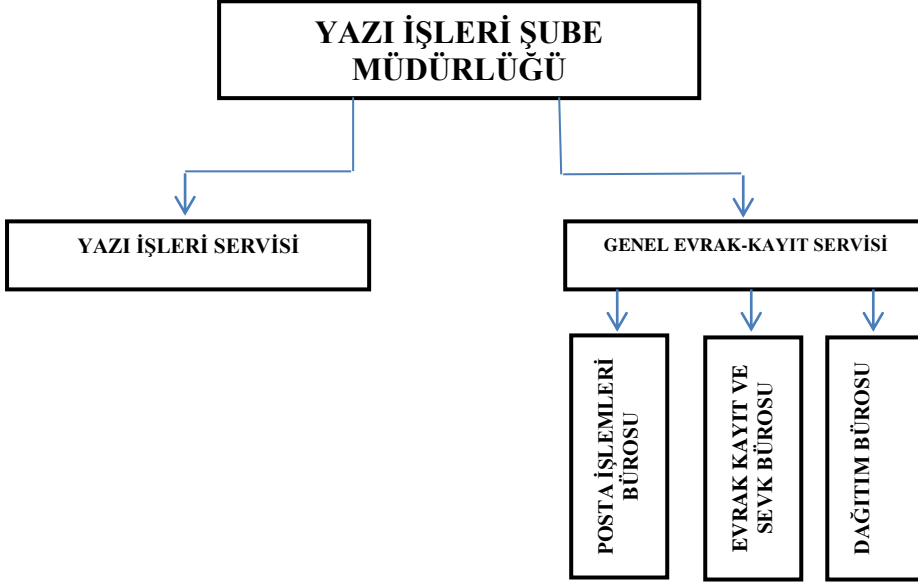 YAZI İŞLERİ ŞUBE
MÜDÜRLÜĞÜ
YAZI İŞLERİ SERVİSİ
GENEL EVRAK-KAYIT SERVİSİ
POSTA İŞLEMLERİ
BÜROSU
EVRAK KAYIT VE
SEVK BÜROSU
DAĞITIM BÜROSU